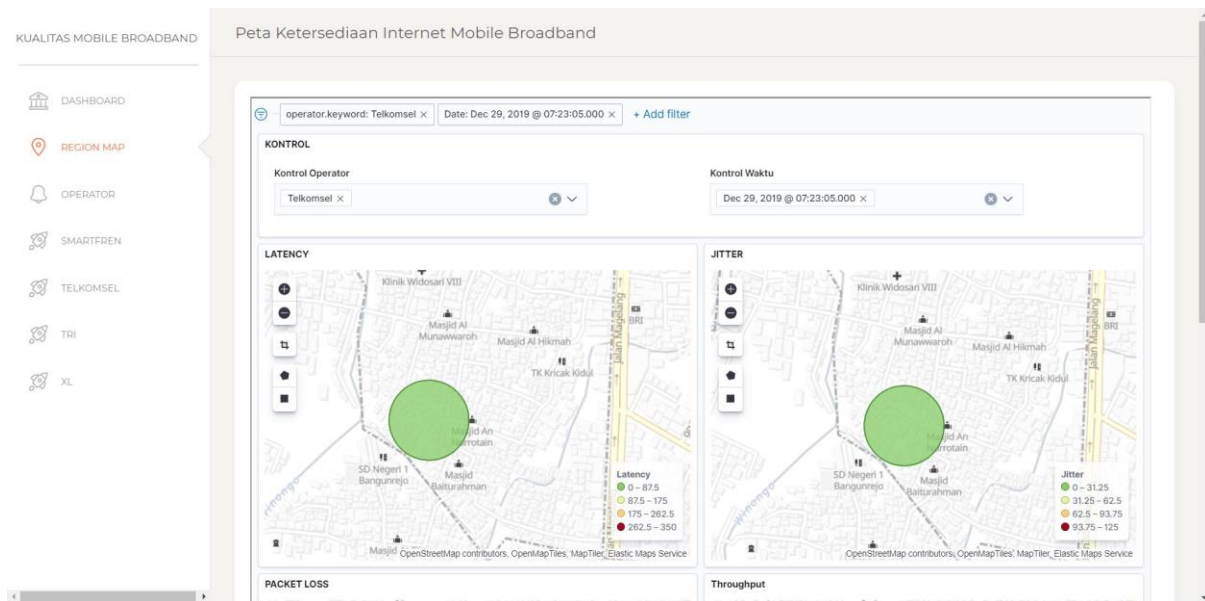 KUALITAS MOBILE BROADBAND
Peta Ketersediaan Internet Mobile Broadband
DASHBOARD
REGION MAP
OPERATOR
SMARTFREN
TELKOMSEL
TRI
XL
operator.keyword: Telkomsel × Date: Dec 29, 2019 @ 07:23:05.000 × + Add filter
KONTROL
Kontrol Operator
Telkomsel ×
Kontrol Waktu
Dec 29, 2019 @ 07:23:05.000 ×
LATENCY
Klinik Widosari VIII
Jalan Magelang
BRI
Masjid Al
Munawwaroh
Masjid Al Hikmah
TK Kricak Kidul
Masjid An
Nurrotain
SD Negeri 1
Bangunrejo
Masjid
Baiturahman
Winongo
Masjid
Latency
0 – 87.5
87.5 – 175
175 – 262.5
262.5 – 350
OpenStreetMap contributors, OpenMapTiles, MapTiler, Elastic Maps Service
JITTER
Klinik Widosari VIII
Jalan Magelang
BRI
Masjid Al
Munawwaroh
Masjid Al Hikmah
TK Kricak Kidul
Masjid An
Nurrotain
SD Negeri 1
Bangunrejo
Masjid
Baiturahman
Winongo
Jitter
0 – 31.25
31.25 – 62.5
62.5 – 93.75
93.75 – 125
OpenStreetMap contributors, OpenMapTiles, MapTiler, Elastic Maps Service
PACKET LOSS
Throughput